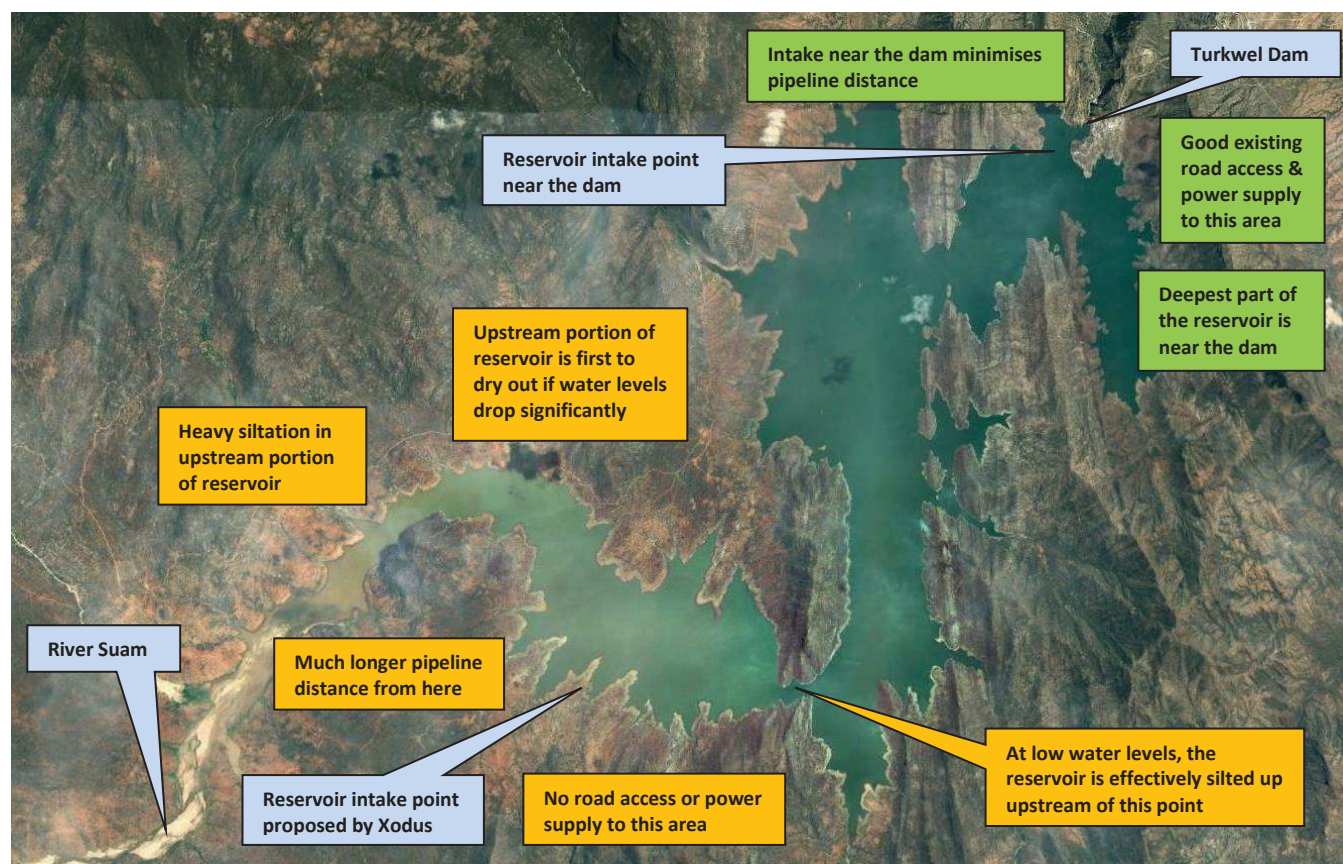 Intake near the dam minimises
pipeline distance
Turkwel Dam
Reservoir intake point
near the dam
Good existing
road access &
power supply
to this area
Deepest part of
the reservoir is
near the dam
Upstream portion of
reservoir is first to
dry out if water levels
drop significantly
Heavy siltation in
upstream portion
of reservoir
River Suam
Much longer pipeline
distance from here
Reservoir intake point
proposed by Xodus
No road access or power
supply to this area
At low water levels, the
reservoir is effectively silted up
upstream of this point